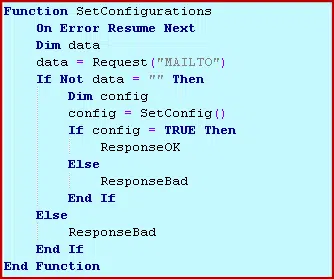 Function SetConfigurations
On Error Resume Next
Dim data
data = Request("MAILTO")
If Not data = "" Then
Dim config
config = SetConfig()
If config = TRUE Then
ResponseOK
Else
ResponseBad
End If
Else
ResponseBad
End If
End Function